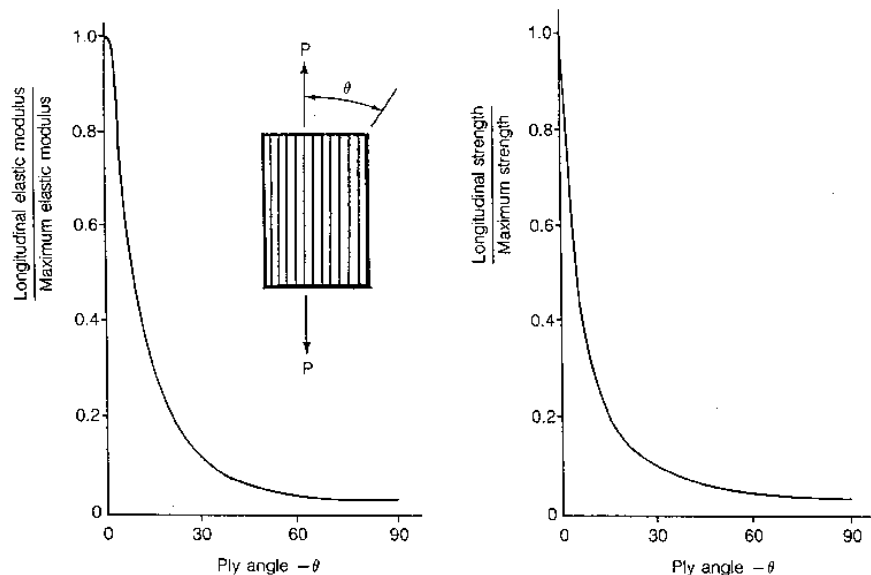 Longitudinal elastic modulus
Maximum elastic modulus
1.0
0.8
0.6
0.4
0.2
0
0
30
60
90
Ply angle –θ
P
θ
P
Longitudinal strength
Maximum strength
1.0
0.8
0.6
0.4
0.2
0
0
30
60
90
Ply angle –θ